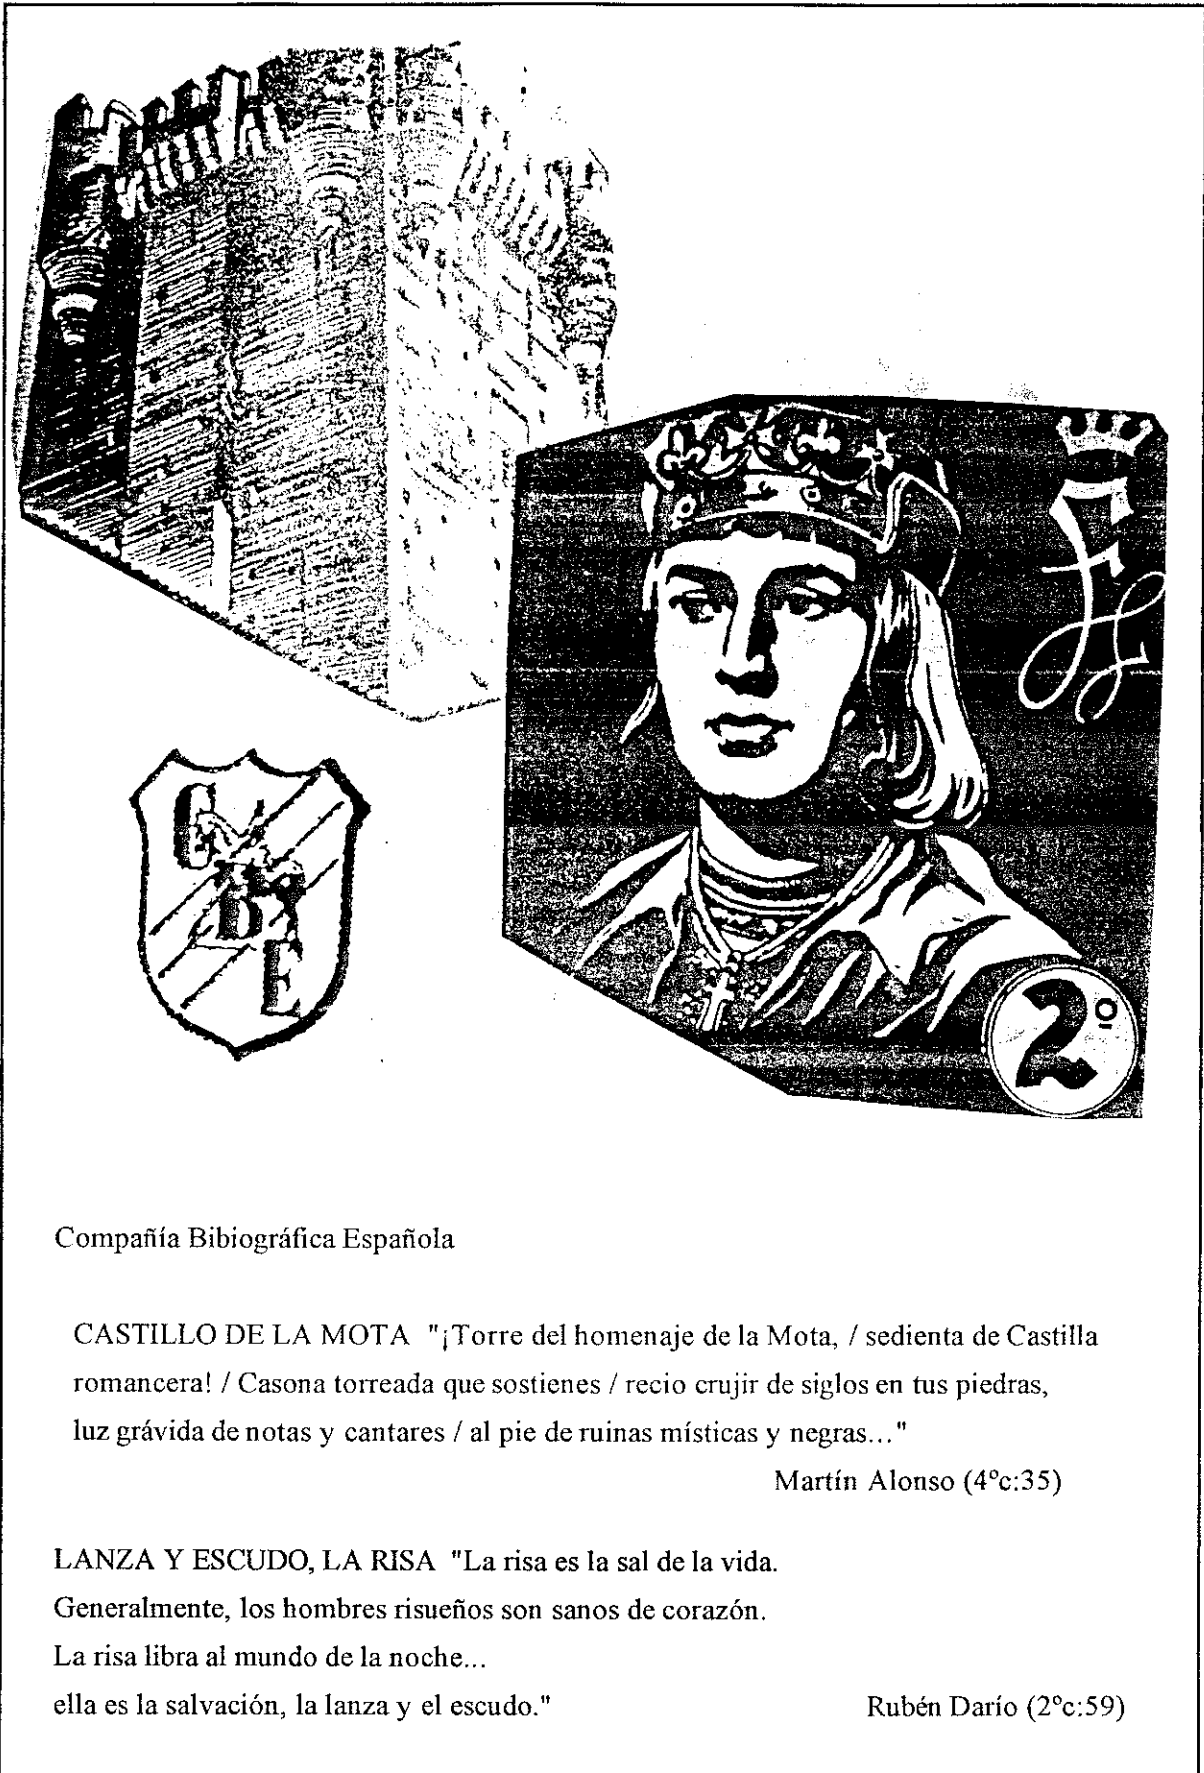 C
B
E
2º
Compañía Bibiográfica Española
CASTILLO DE LA MOTA "¡Torre del homenaje de la Mota, / sedienta de Castilla
romancera! / Casona torreada que sostienes / recio crujir de siglos en tus piedras,
luz grávida de notas y cantares / al pie de ruinas místicas y negras..."
Martín Alonso (4ºc:35)
LANZA Y ESCUDO, LA RISA "La risa es la sal de la vida.
Generalmente, los hombres risueños son sanos de corazón.
La risa libra al mundo de la noche...
ella es la salvación, la lanza y el escudo."
Rubén Darío (2ºc:59)